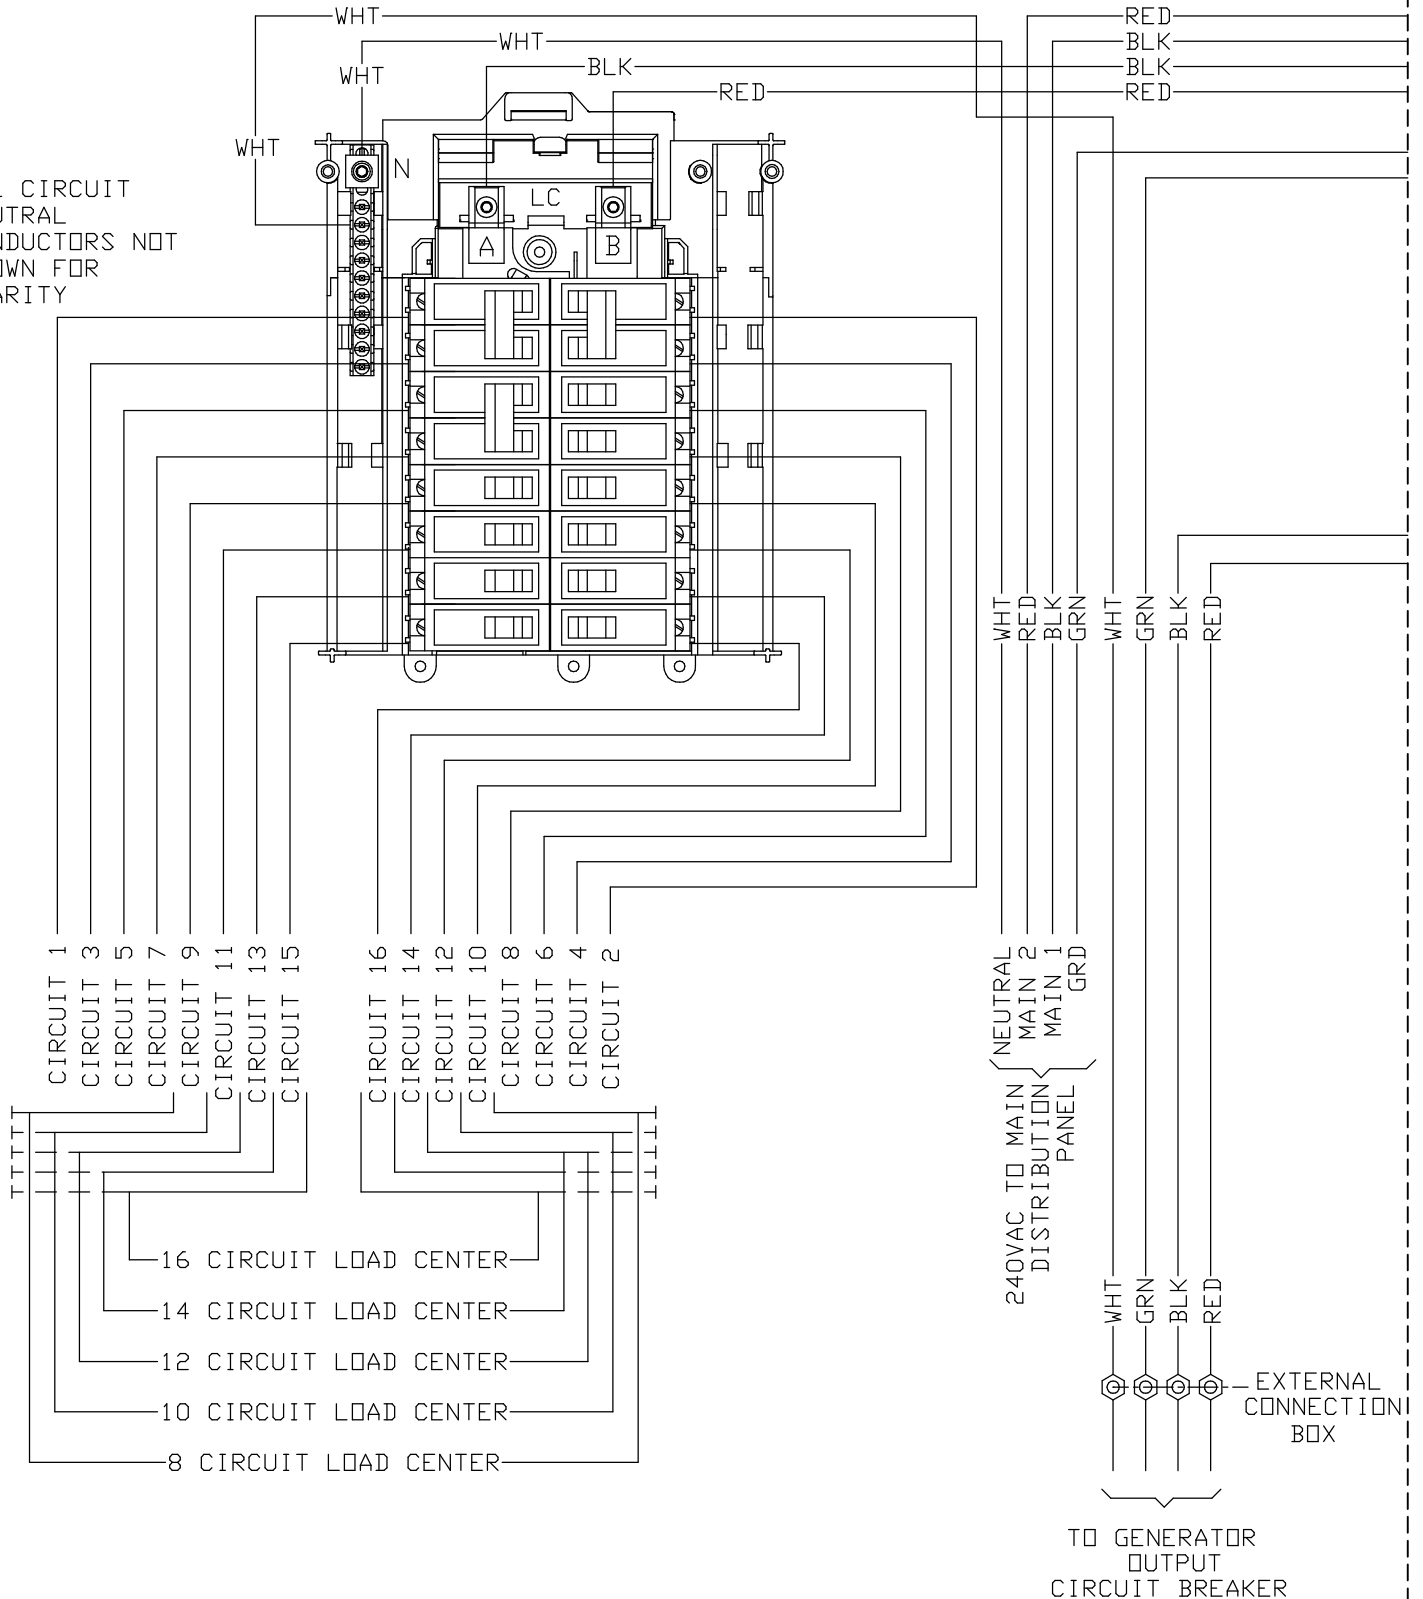 WHT
RED
WHT
BLK
BLK
BLK
WHT
RED
RED
WHT
N
CIRCUIT
NOT
FOR
LC
A
B
WHT
RED
BLK
GRN
WHT
GRN
BLK
RED
CIRCUIT 1
CIRCUIT 3
CIRCUIT 5
CIRCUIT 7
CIRCUIT 9
CIRCUIT 11
CIRCUIT 13
CIRCUIT 15
CIRCUIT 16
CIRCUIT 14
CIRCUIT 12
CIRCUIT 10
CIRCUIT 8
CIRCUIT 6
CIRCUIT 4
CIRCUIT 2
NEUTRAL
MAIN 2
MAIN 1
GRD
240VAC TO MAIN
DISTRIBUTION
PANEL
16 CIRCUIT LOAD CENTER
14 CIRCUIT LOAD CENTER
12 CIRCUIT LOAD CENTER
10 CIRCUIT LOAD CENTER
8 CIRCUIT LOAD CENTER
WHT
GRN
BLK
RED
EXTERNAL
CONNECTION
BOX
TO GENERATOR
OUTPUT
CIRCUIT BREAKER